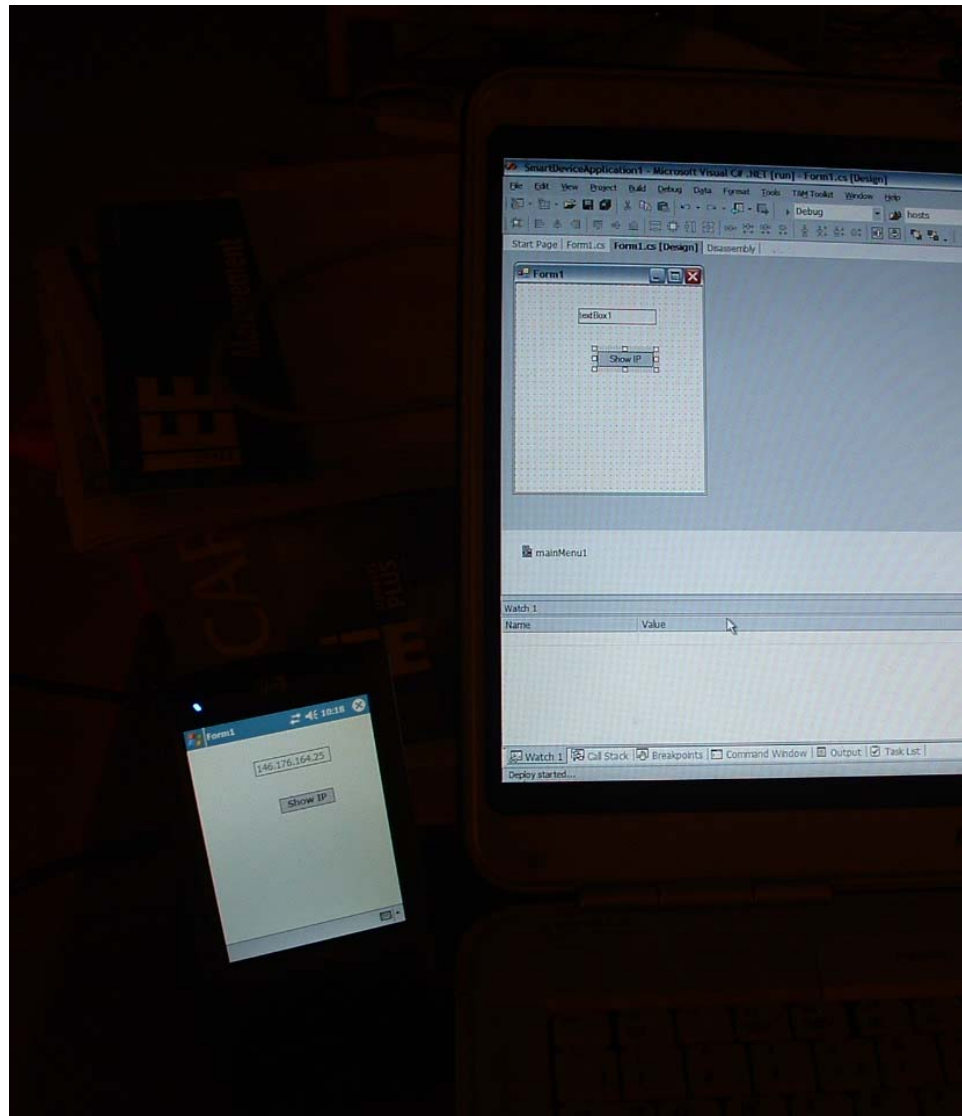 SmartDeviceApplication1 - Microsoft Visual C# .NET [run] - Form1.cs [Design]
File Edit View Project Build Debug Data Format Tools T&M Toolkit Window Help
Debug hosts
Start Page Form1.cs Form1.cs [Design] Disassembly
Form1
textBox1
Show IP
mainMenu1
Watch 1
Name Value
Watch 1 Call Stack Breakpoints Command Window Output Task List
Deploy started...
Form1 10:18
146.176.164.25
Show IP
Management
PLUS